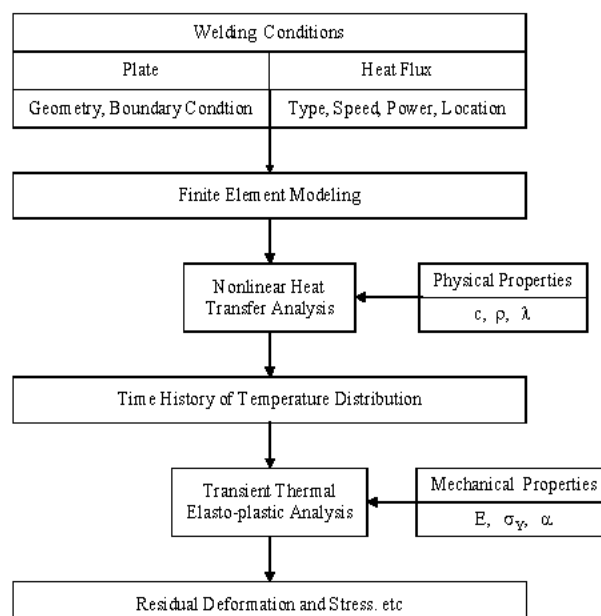 Welding Conditions
Plate
Heat Flux
Geometry, Boundary Condtion
Type, Speed, Power, Location
Finite Element Modeling
Nonlinear Heat
Transfer Analysis
Physical Properties
c, ρ, λ
Time History of Temperature Distribution
Transient Thermal
Elasto-plastic Analysis
Mechanical Properties
E, σY, α
Residual Deformation and Stress. etc